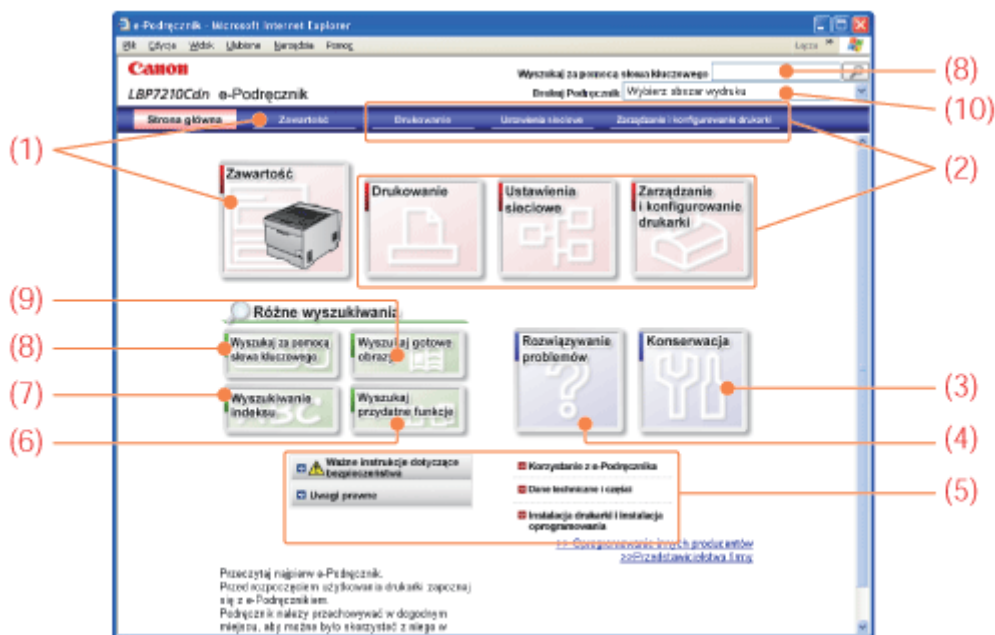 e-Podręcznik - Microsoft Internet Explorer
Plik Edycja Widok Ulubione Narzędzia Pomoc
Łącza
Canon
Wyszukaj za pomocą słowa kluczowego
(8)
LBP7210Cdn e-Podręcznik
Drukuj Podręcznik Wybierz obszar wydruku
(10)
Strona główna Zawartość Drukowanie Ustawienia sieciowe Zarządzanie i konfigurowanie drukarki
(1)
(2)
Zawartość
Drukowanie
Ustawienia
sieciowe
Zarządzanie
i konfigurowanie
drukarki
(9)
Różne wyszukiwania
(8)
Wyszukaj za pomocą
słowa kluczowego
Wyszukaj gotowe
obrazy
Rozwiązywanie
problemów
Konserwacja
(3)
(7)
Wyszukiwanie
indeksu
ABC
Wyszukaj
przydatne funkcje
(6)
(4)
Ważne instrukcje dotyczące
bezpieczeństwa
Uwagi prawne
Korzystanie z e-Podręcznika
Dane techniczne i części
Instalacja drukarki i instalacja
oprogramowania
(5)
>> Oprogramowanie innych producentów
>>Przedstawicielstwa firmy
Przeczytaj najpierw e-Podręcznik.
Przed rozpoczęciem użytkowania drukarki zapoznaj
się z e-Podręcznikiem.
Podręcznik należy przechowywać w dogodnym
miejscu, aby można było skorzystać z niego w